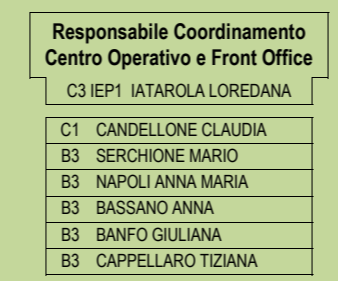 Responsabile Coordinamento
Centro Operativo e Front Office
C3 IEP1 IATAROLA LOREDANA
C1 CANDELLONE CLAUDIA
B3 SERCHIONE MARIO
B3 NAPOLI ANNA MARIA
B3 BASSANO ANNA
B3 BANFO GIULIANA
B3 CAPPELLARO TIZIANA